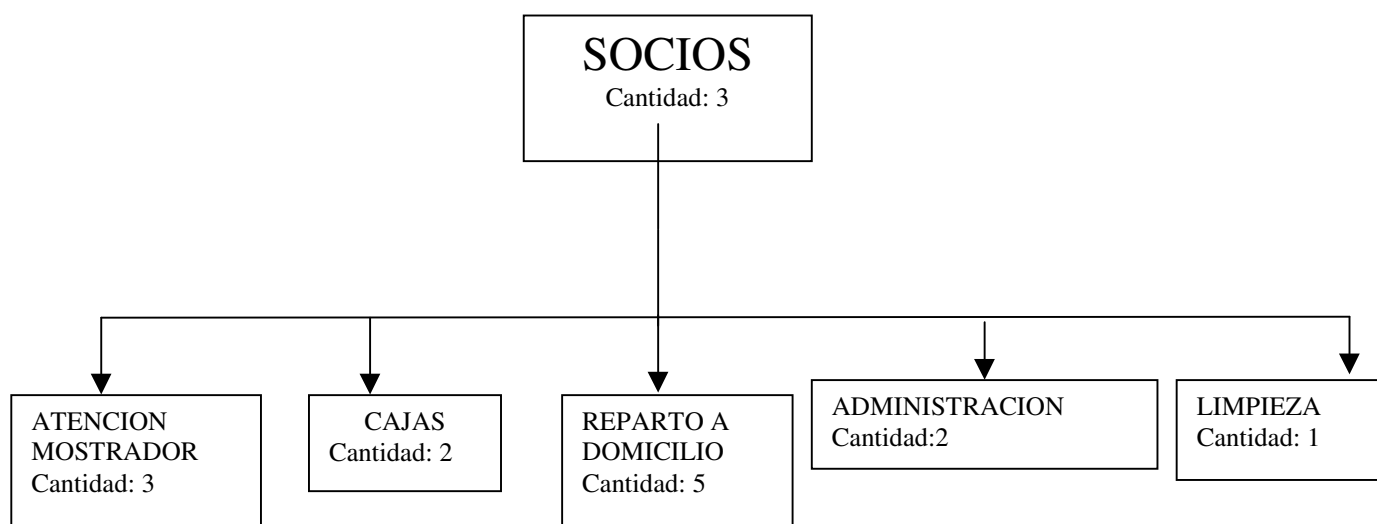 SOCIOS
Cantidad: 3
ATENCION
MOSTRADOR
Cantidad: 3
CAJAS
Cantidad: 2
REPARTO A
DOMICILIO
Cantidad: 5
ADMINISTRACION
Cantidad:2
LIMPIEZA
Cantidad: 1